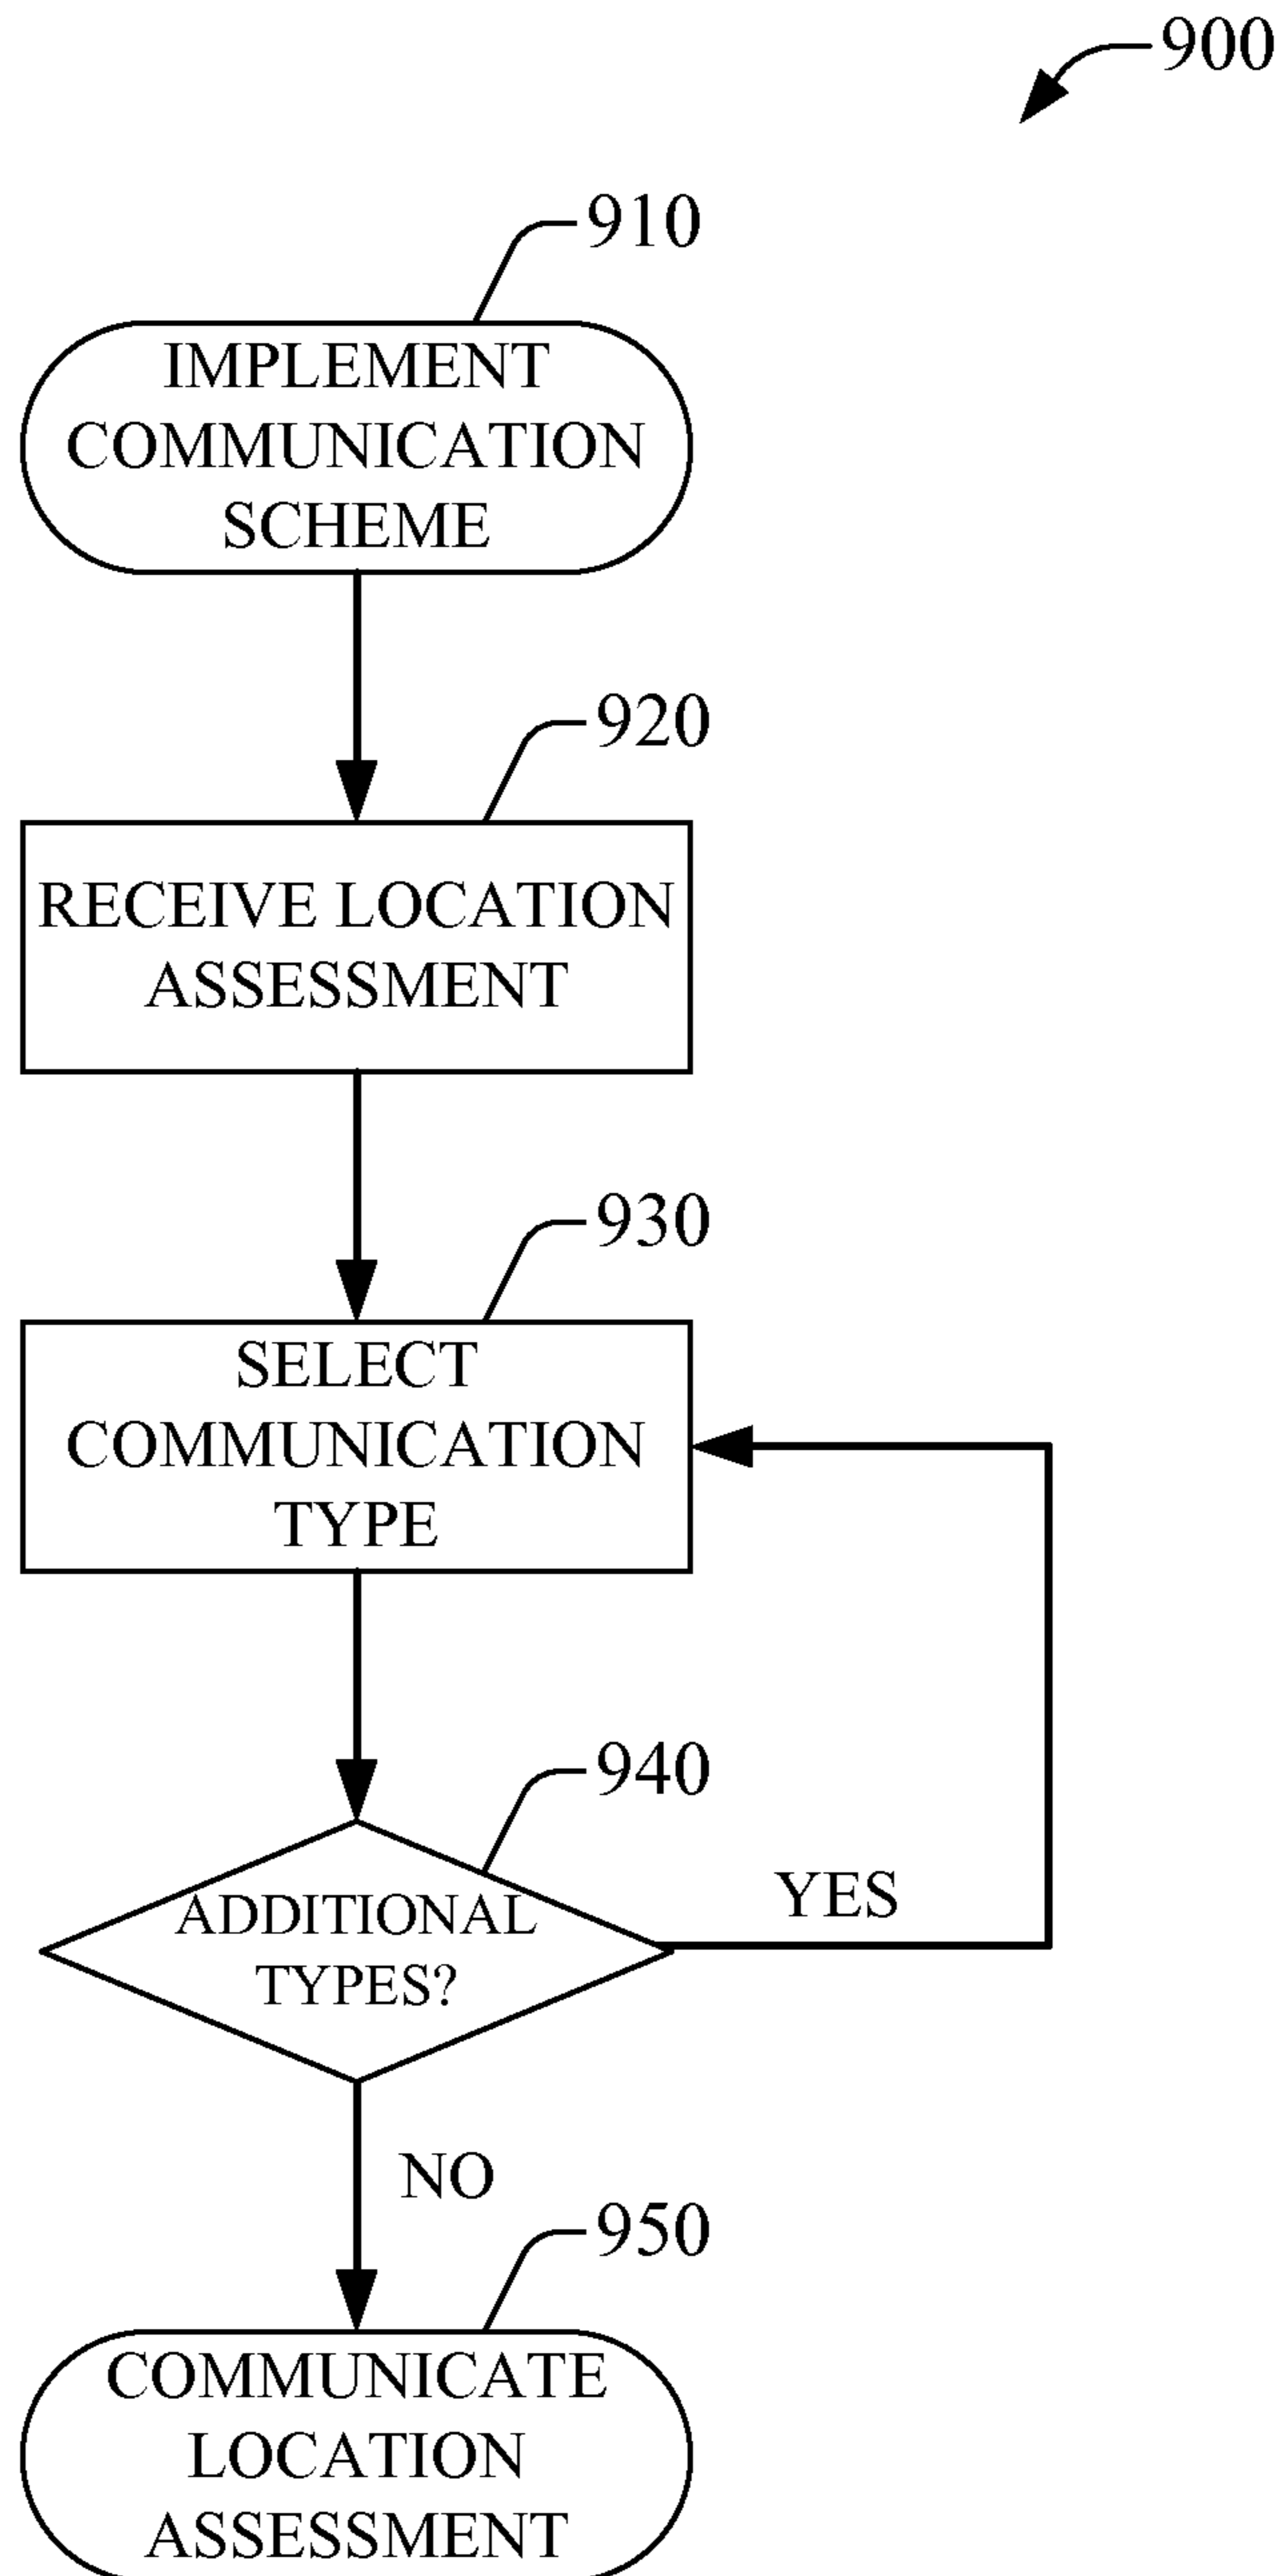 900
910
IMPLEMENT
COMMUNICATION
SCHEME
920
RECEIVE LOCATION
ASSESSMENT
930
SELECT
COMMUNICATION
TYPE
940
ADDITIONAL
TYPES?
YES
NO
950
COMMUNICATE
LOCATION
ASSESSMENT